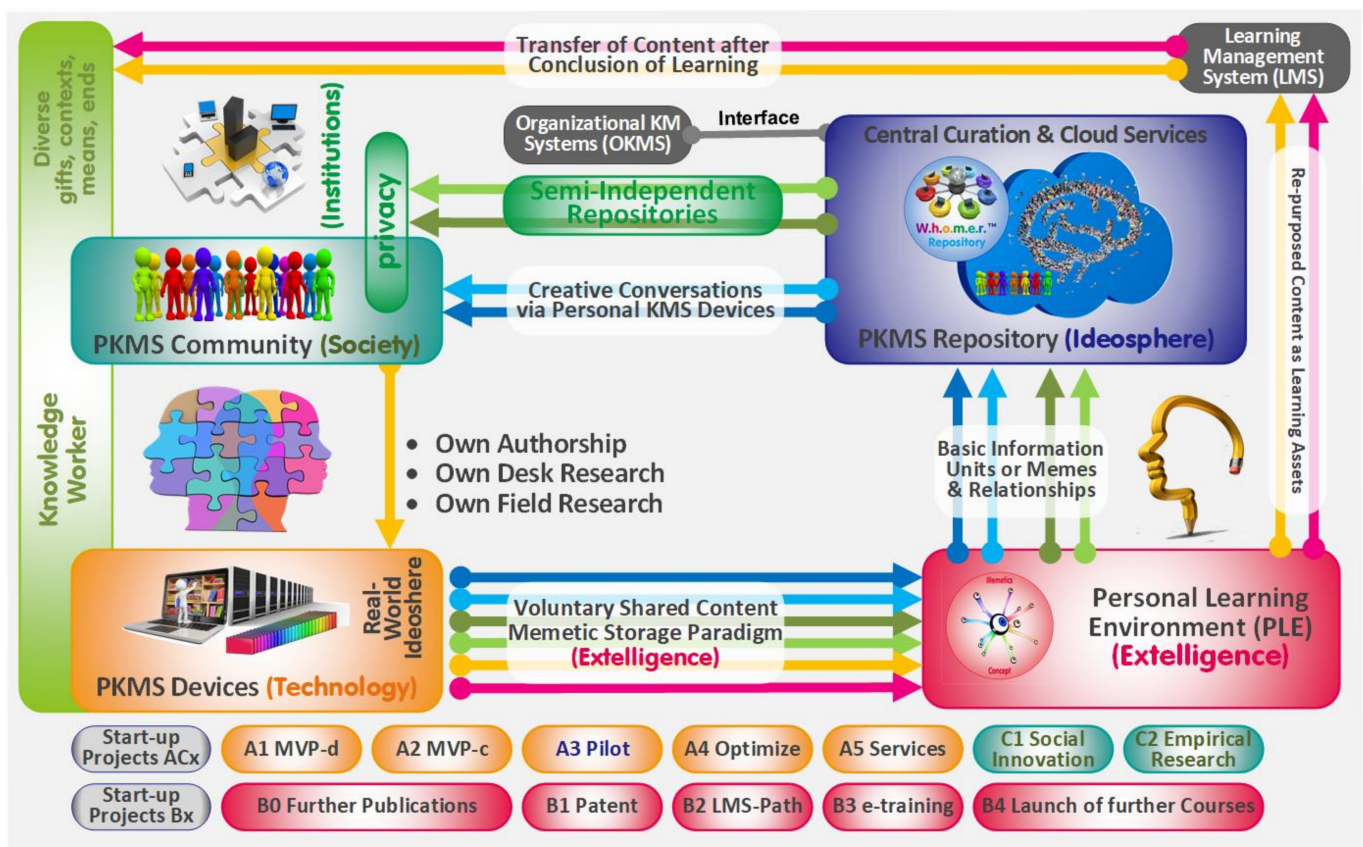 Diverse
gifts, contexts,
means, ends
Knowledge
Worker
Transfer of Content after
Conclusion of Learning
Learning
Management
System (LMS)
(Institutions)
privacy
Organizational KM
Systems (OKMS)
Interface
Central Curation & Cloud Services
W.h.o.m.e.r.™
Repository
PKMS Repository (Ideosphere)
Semi-Independent
Repositories
Creative Conversations
via Personal KMS Devices
PKMS Community (Society)
Re-purposed Content as Learning Assets
• Own Authorship
• Own Desk Research
• Own Field Research
Basic Information
Units or Memes
& Relationships
Real-
World
Ideoshere
PKMS Devices (Technology)
Voluntary Shared Content
Memetic Storage Paradigm
(Extelligence)
Memetics
Concept
Personal Learning
Environment (PLE)
(Extelligence)
Start-up
Projects ACx
A1 MVP-d
A2 MVP-c
A3 Pilot
A4 Optimize
A5 Services
C1 Social
Innovation
C2 Empirical
Research
Start-up
Projects Bx
B0 Further Publications
B1 Patent
B2 LMS-Path
B3 e-training
B4 Launch of further Courses